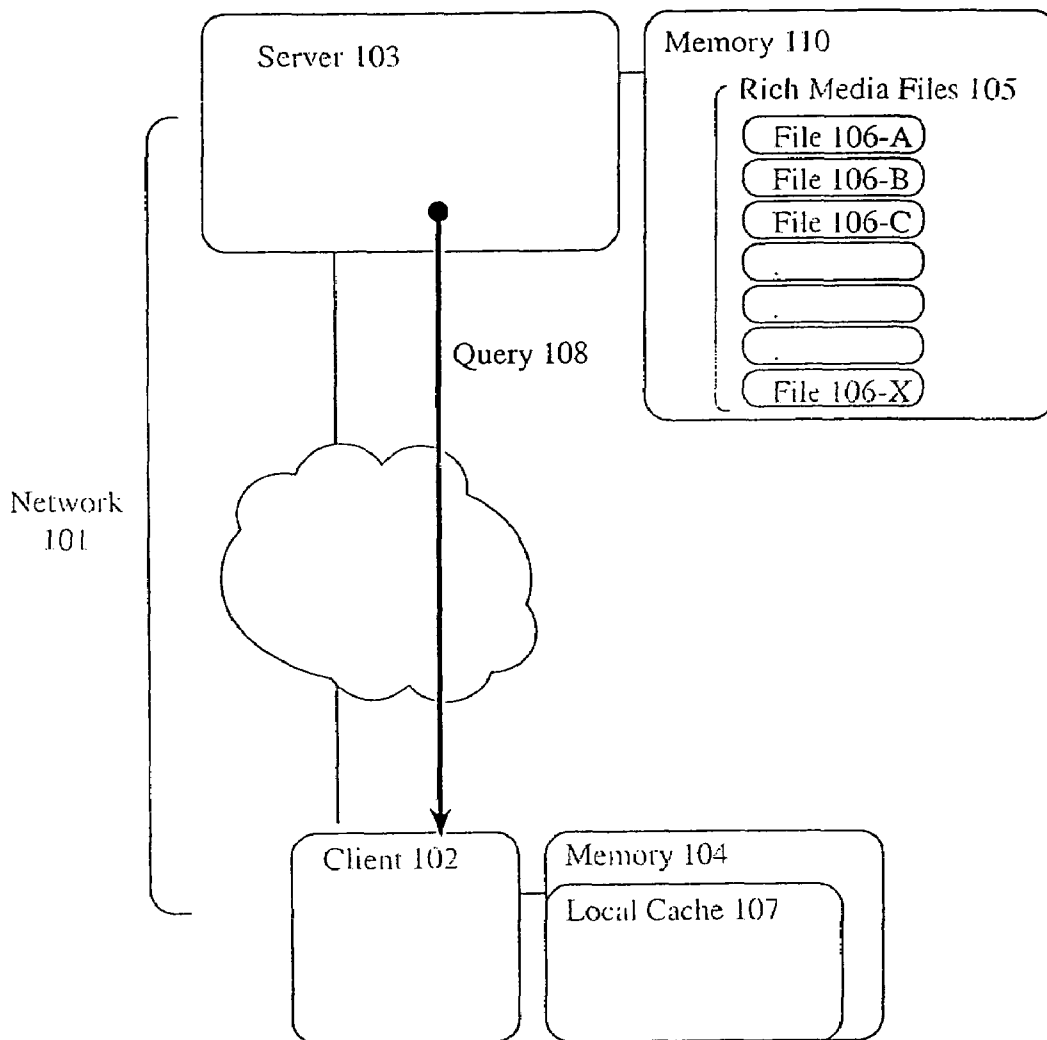 Server 103
Memory 110
Rich Media Files 105
File 106-A
File 106-B
File 106-C
.
.
.
File 106-X
Query 108
Network
101
Client 102
Memory 104
Local Cache 107